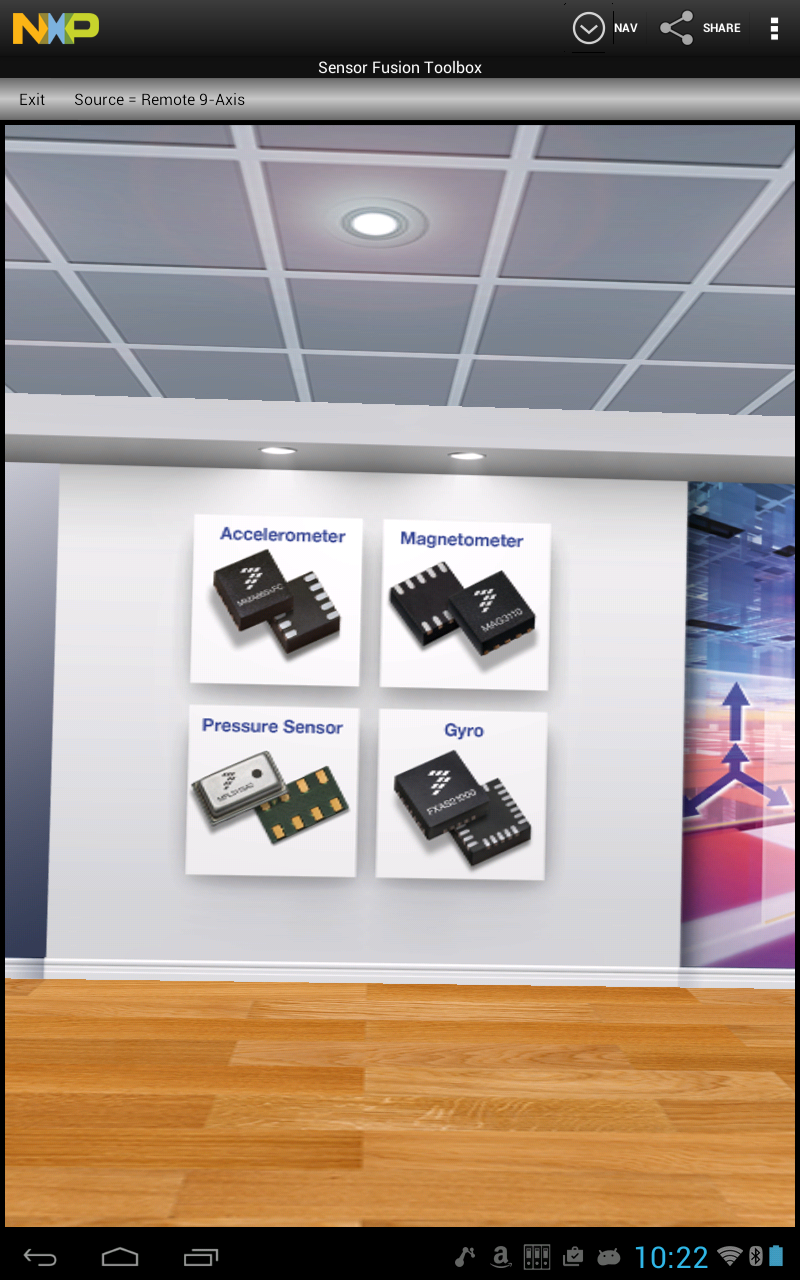 NXP
NAV
SHARE
Sensor Fusion Toolbox
Exit
Source = Remote 9-Axis
Accelerometer
Magnetometer
MAG3110
Pressure Sensor
Gyro
FXAS21000
10:22